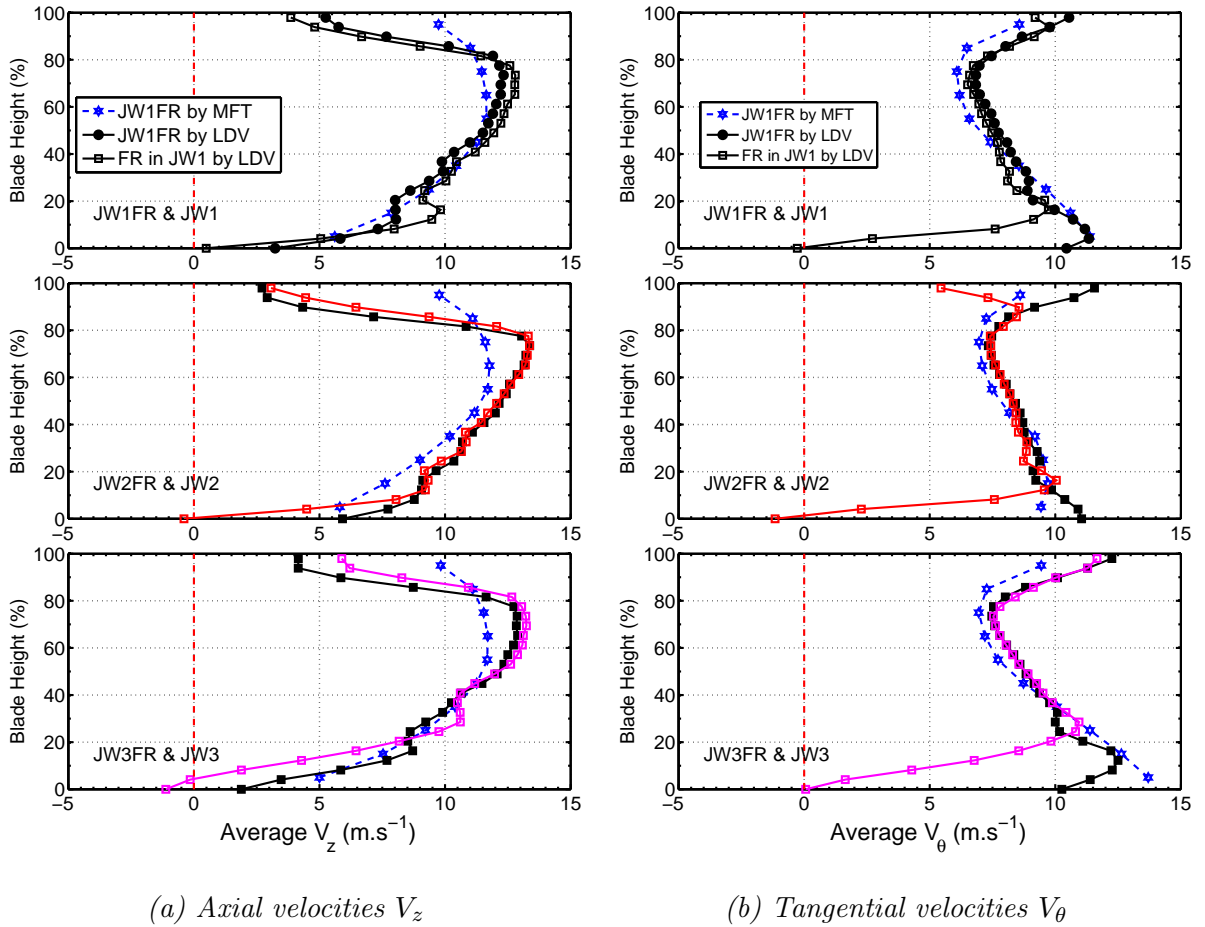 100
80
60
40
20
0
Blade Height (%)
JW1FR by MFT
JW1FR by LDV
FR in JW1 by LDV
JW1FR & JW1
−5 0 5 10 15
100
80
60
40
20
0
Blade Height (%)
JW1FR by MFT
JW1FR by LDV
FR in JW1 by LDV
JW1FR & JW1
−5 0 5 10 15
100
80
60
40
20
0
Blade Height (%)
JW2FR & JW2
−5 0 5 10 15
100
80
60
40
20
0
Blade Height (%)
JW2FR & JW2
−5 0 5 10 15
100
80
60
40
20
0
Blade Height (%)
JW3FR & JW3
−5 0 5 10 15
Average V_z (m.s⁻¹)
100
80
60
40
20
0
Blade Height (%)
JW3FR & JW3
−5 0 5 10 15
Average V_θ (m.s⁻¹)
(a) Axial velocities V_z
(b) Tangential velocities V_θ